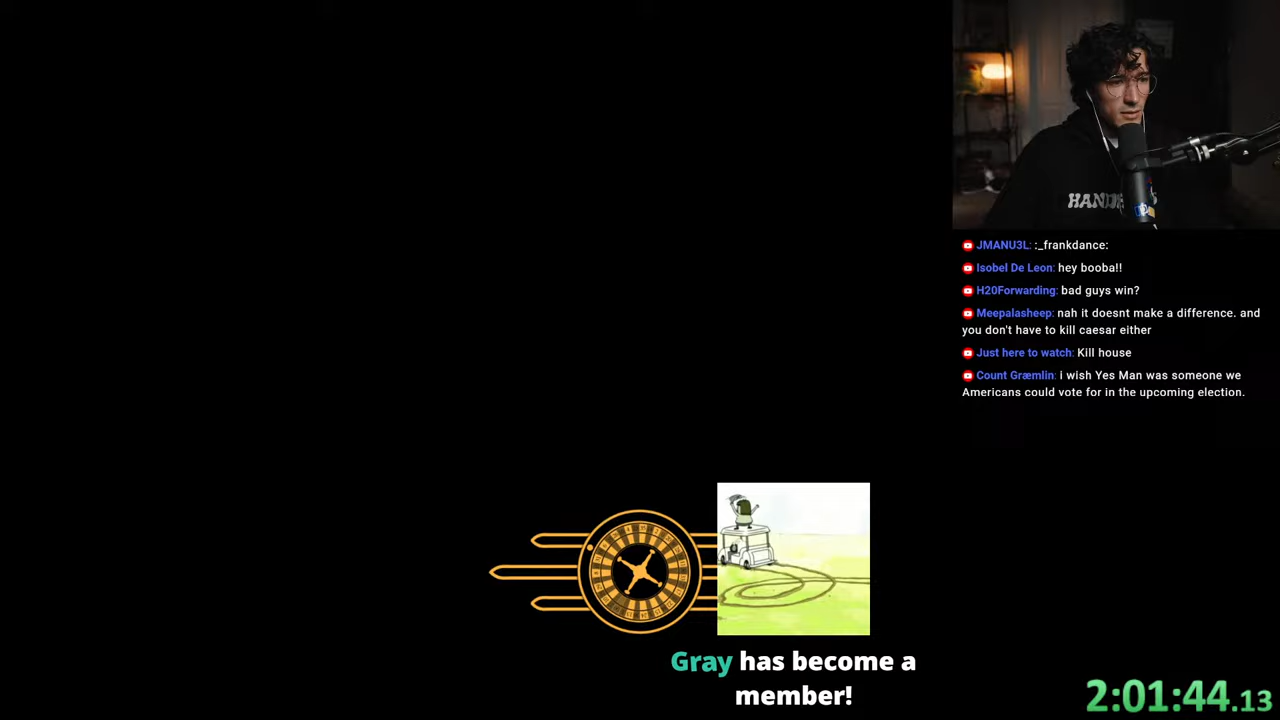 HAND
JMANU3L: :_frankdance:
Isobel De Leon: hey booba!!
H20Forwarding: bad guys win?
Meepalasheep: nah it doesnt make a difference. and
you don't have to kill caesar either
Just here to watch: Kill house
Count Græmlin: i wish Yes Man was someone we
Americans could vote for in the upcoming election.
Gray has become a
member!
2:01:44.13